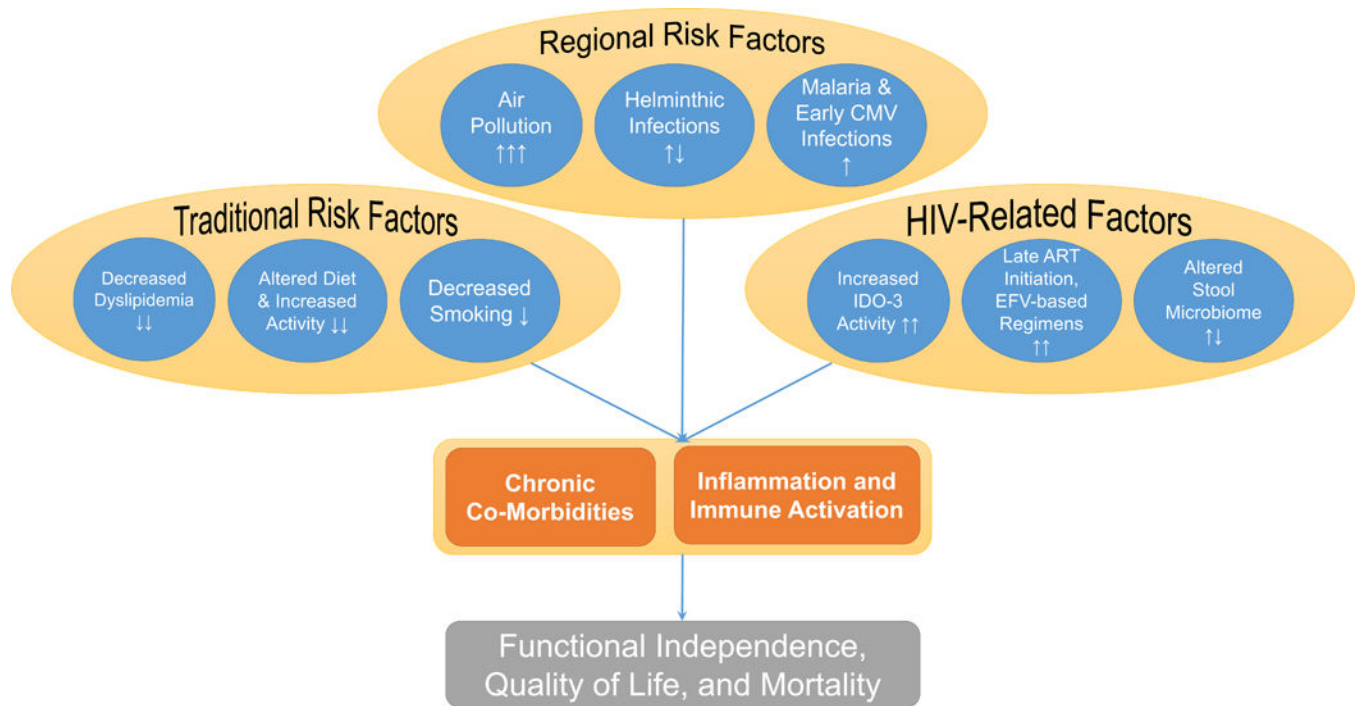 Regional Risk Factors
Air
Pollution
↑↑↑
Helminthic
Infections
↑↓
Malaria &
Early CMV
Infections
↑
Traditional Risk Factors
Decreased
Dyslipidemia
↓↓
Altered Diet
& Increased
Activity ↓↓
Decreased
Smoking ↓
HIV-Related Factors
Increased
IDO-3
Activity ↑↑
Late ART
Initiation,
EFV-based
Regimens
↑↑
Altered
Stool
Microbiome
↑↓
Chronic
Co-Morbidities
Inflammation and
Immune Activation
Functional Independence,
Quality of Life, and Mortality